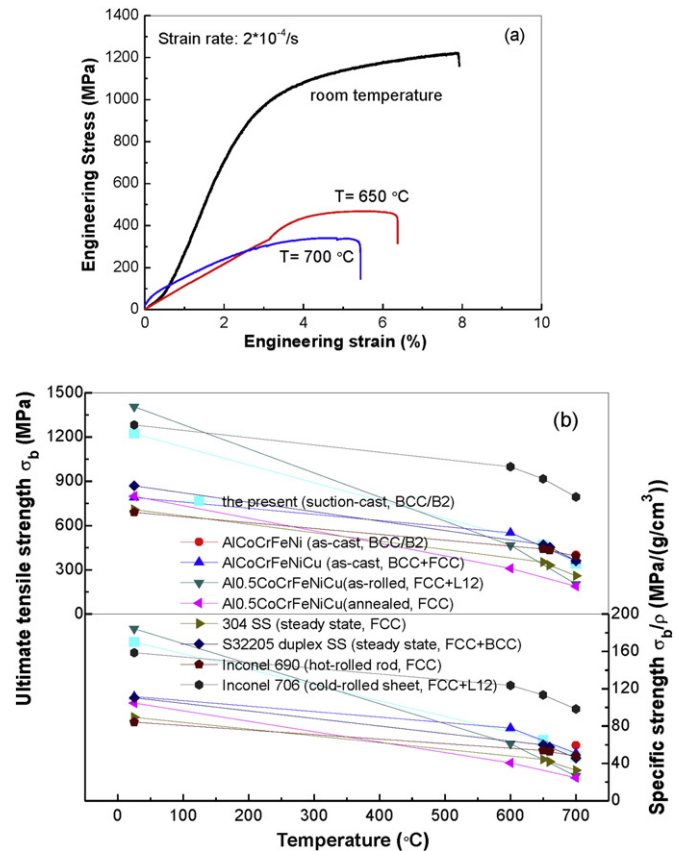 (a)
Strain rate: 2*10⁻⁴/s
room temperature
T= 650 °C
T= 700 °C
Engineering Stress (MPa)
1400
1200
1000
800
600
400
200
0
0 2 4 6 8 10
Engineering strain (%)
(b)
Ultimate tensile strength σb (MPa)
1500
1200
900
600
300
0
the present (suction-cast, BCC/B2)
AlCoCrFeNi (as-cast, BCC/B2)
AlCoCrFeNiCu (as-cast, BCC+FCC)
Al0.5CoCrFeNiCu(as-rolled, FCC+L12)
Al0.5CoCrFeNiCu(annealed, FCC)
304 SS (steady state, FCC)
S32205 duplex SS (steady state, FCC+BCC)
Inconel 690 (hot-rolled rod, FCC)
Inconel 706 (cold-rolled sheet, FCC+L12)
200
160
120
80
40
0
Specific strength σb/ρ (MPa/(g/cm³)
0 100 200 300 400 500 600 700
Temperature (°C)